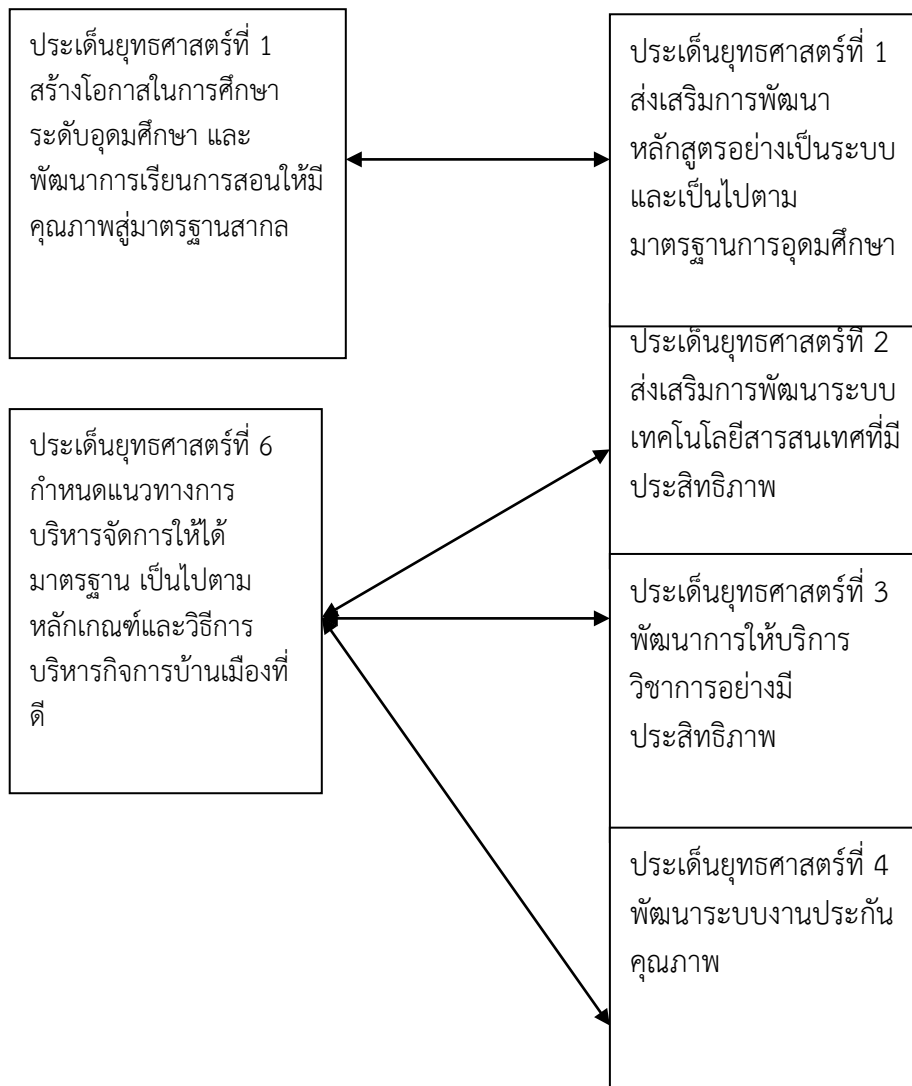 ประเด็นยุทธศาสตร์ที่ 1
สร้างโอกาสในการศึกษา
ระดับอุดมศึกษา และ
พัฒนาการเรียนการสอนให้มี
คุณภาพสู่มาตรฐานสากล
ประเด็นยุทธศาสตร์ที่ 6
กำหนดแนวทางการ
บริหารจัดการให้ได้
มาตรฐาน เป็นไปตาม
หลักเกณฑ์และวิธีการ
บริหารกิจการบ้านเมืองที่
ดี
ประเด็นยุทธศาสตร์ที่ 1
ส่งเสริมการพัฒนา
หลักสูตรอย่างเป็นระบบ
และเป็นไปตาม
มาตรฐานการอุดมศึกษา
ประเด็นยุทธศาสตร์ที่ 2
ส่งเสริมการพัฒนาระบบ
เทคโนโลยีสารสนเทศที่มี
ประสิทธิภาพ
ประเด็นยุทธศาสตร์ที่ 3
พัฒนาการให้บริการ
วิชาการอย่างมี
ประสิทธิภาพ
ประเด็นยุทธศาสตร์ที่ 4
พัฒนาระบบงานประกัน
คุณภาพ